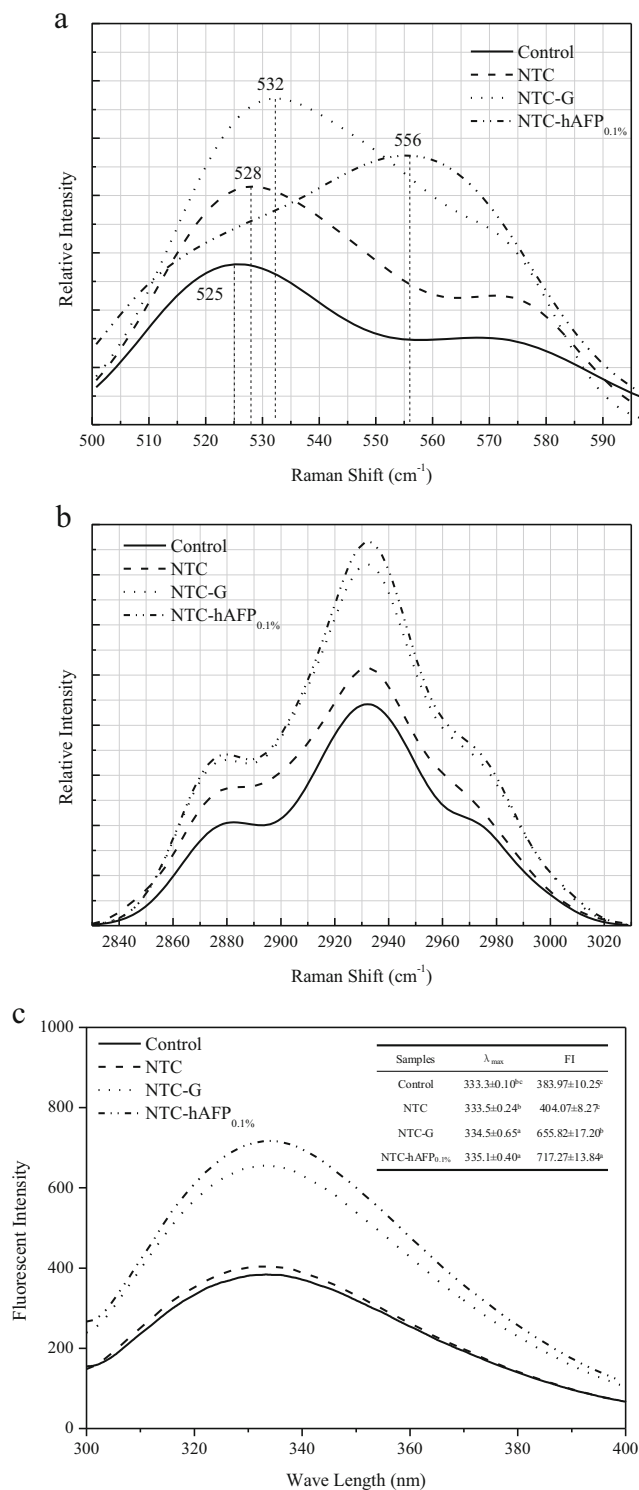 a
Control
NTC
NTC-G
NTC-hAFP0.1%
532
556
528
525
Relative Intensity
500 510 520 530 540 550 560 570 580 590
Raman Shift (cm-1)
b
Control
NTC
NTC-G
NTC-hAFP0.1%
Relative Intensity
2840 2860 2880 2900 2920 2940 2960 2980 3000 3020
Raman Shift (cm-1)
c
1000
800
600
400
200
0
Control
NTC
NTC-G
NTC-hAFP0.1%
Samples λmax FI
Control 333.3±0.10bc 383.97±10.25c
NTC 333.5±0.24b 404.07±8.27c
NTC-G 334.5±0.65a 655.82±17.20b
NTC-hAFP0.1% 335.1±0.40a 717.27±13.84a
Fluorescent Intensity
300 320 340 360 380 400
Wave Length (nm)